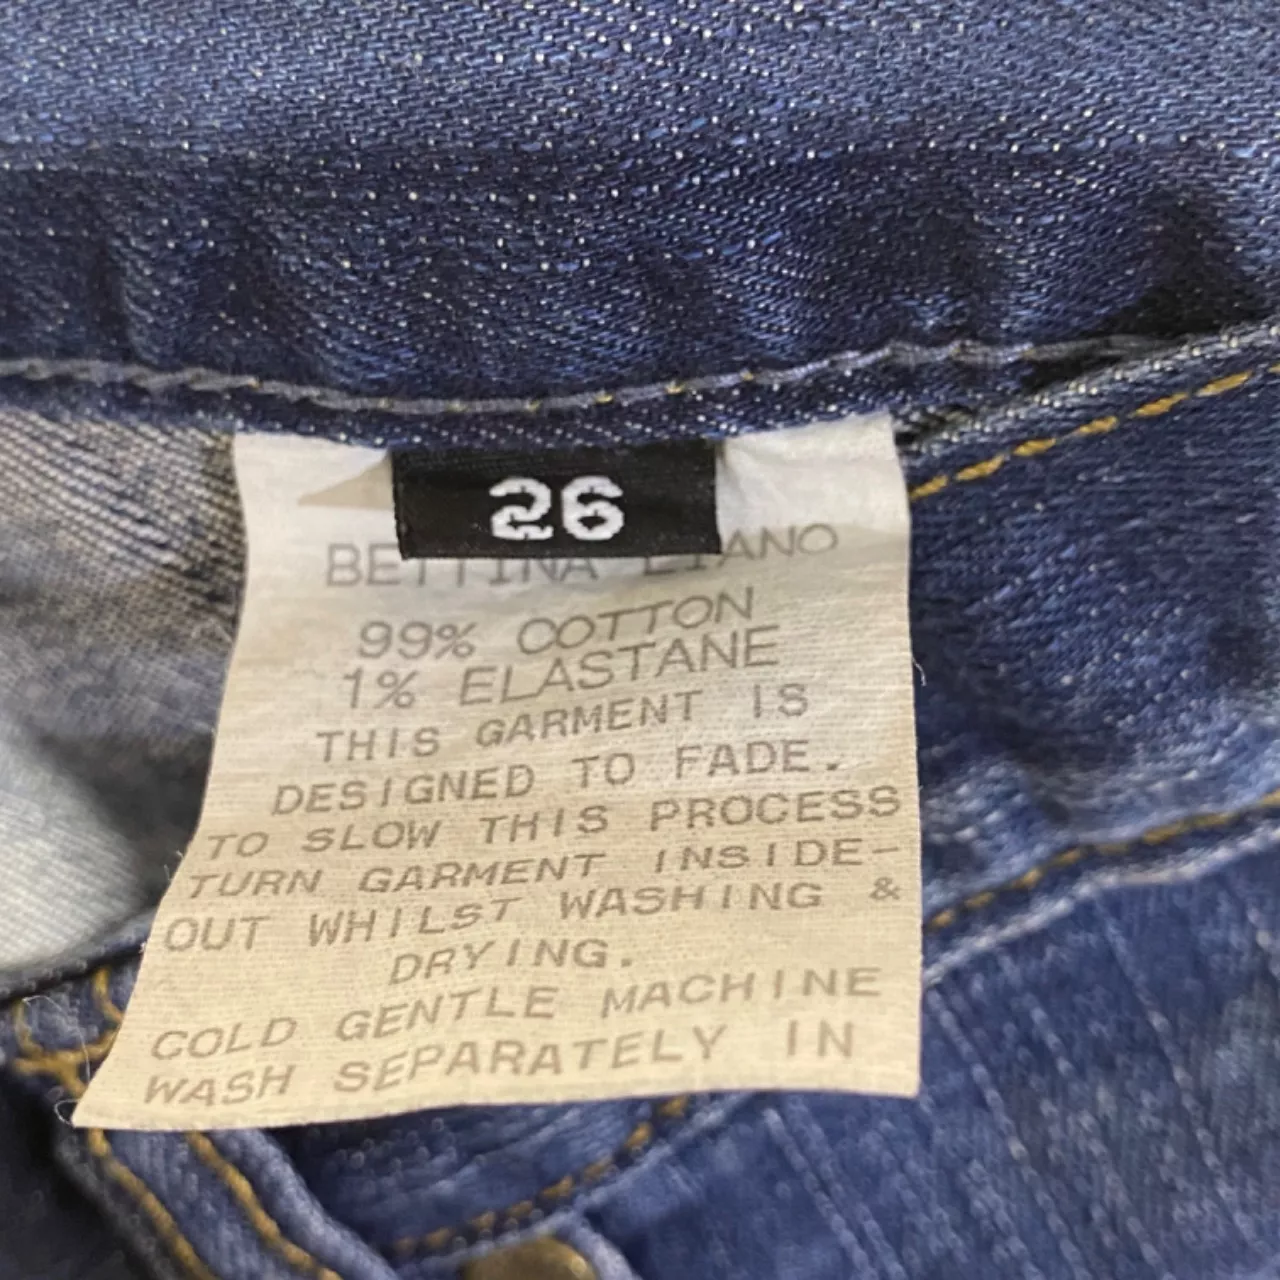 26
BETTINA LIANO
99% COTTON
1% ELASTANE
THIS GARMENT IS
DESIGNED TO FADE.
TO SLOW THIS PROCESS
TURN GARMENT INSIDE-
OUT WHILST WASHING &
DRYING.
COLD GENTLE MACHINE
WASH SEPARATELY IN